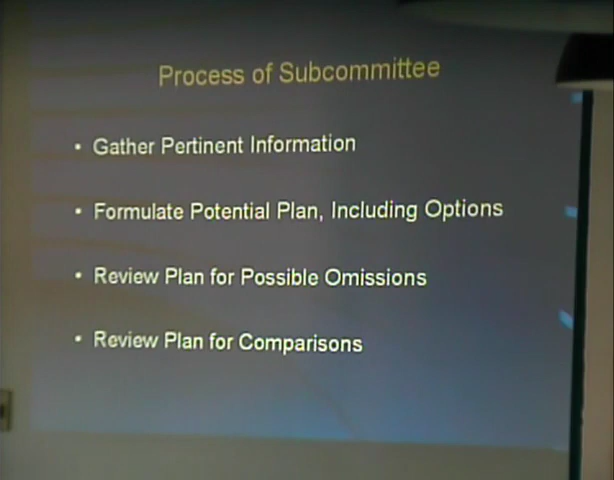 Process of Subcommittee
• Gather Pertinent Information
• Formulate Potential Plan, Including Options
• Review Plan for Possible Omissions
• Review Plan for Comparisons